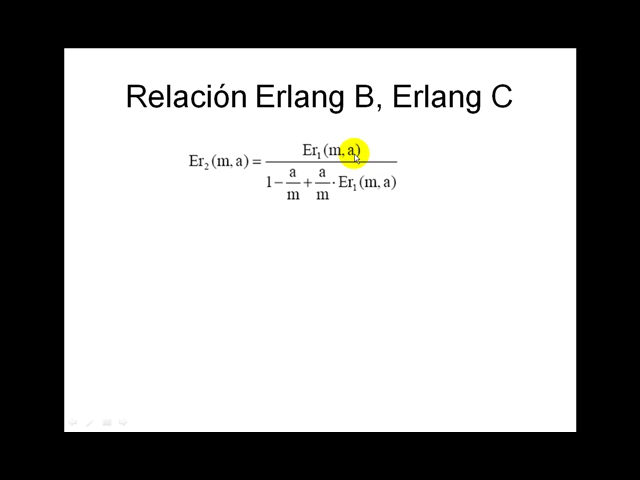 Relación Erlang B, Erlang C
Er₂(m,a) = Er₁(m,a) / (1 − a/m + a/m · Er₁(m,a))